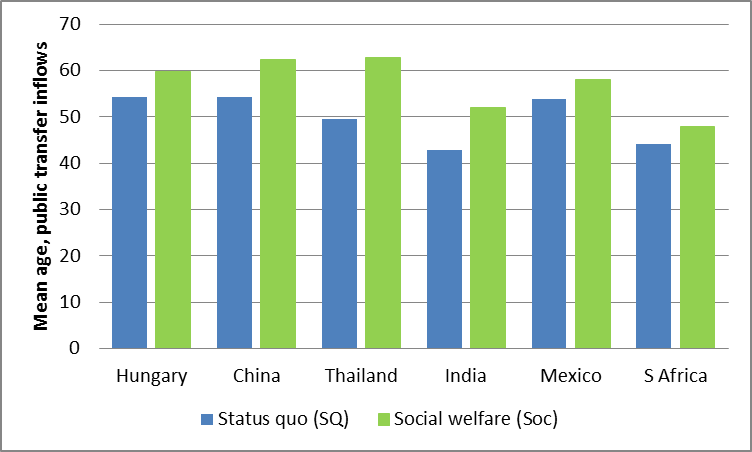 Mean age, public transfer inflows
70
60
50
40
30
20
10
0
Hungary China Thailand India Mexico S Africa
Status quo (SQ) Social welfare (Soc)